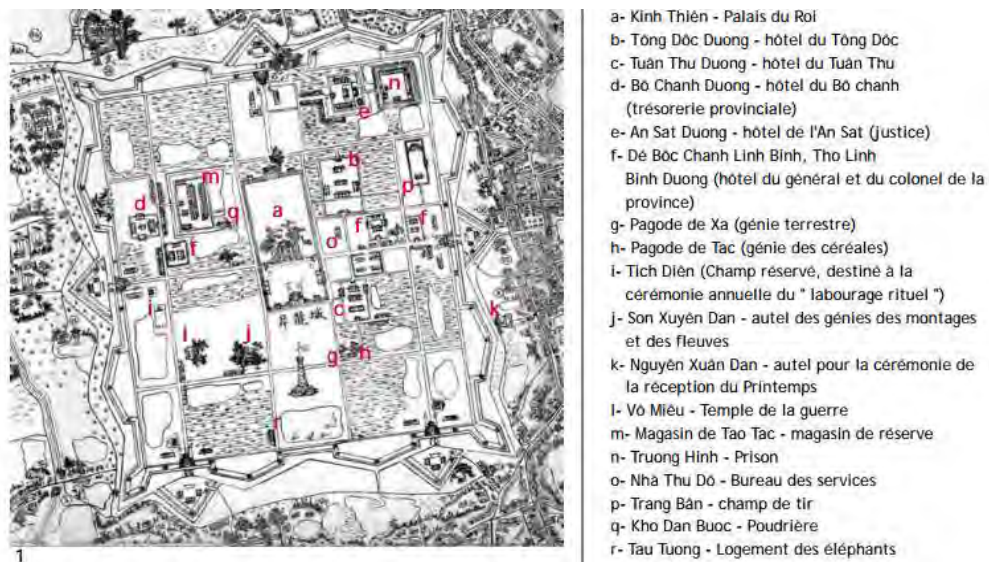 n
e
b
m
p
d
q
a
f
f
o
f
i
c
k
昇龍城
l
j
g
h
r
1
a- Kinh Thiên - Palais du Roi
b- Tông Dôc Duong - hôtel du Tông Dôc
c- Tuân Thu Duong - hôtel du Tuân Thu
d- Bô Chanh Duong - hôtel du Bô chanh
(trésorerie provinciale)
e- An Sat Duong - hôtel de l'An Sat (justice)
f- Dê Bôc Chanh Linh Binh, Tho Linh
Binh Duong (hôtel du général et du colonel de la
province)
g- Pagode de Xa (génie terrestre)
h- Pagode de Tac (génie des céréales)
i- Tich Diên (Champ réservé, destiné à la
cérémonie annuelle du " labourage rituel ")
j- Son Xuyên Dan - autel des génies des montages
et des fleuves
k- Nguyên Xuân Dan - autel pour la cérémonie de
la réception du Printemps
l- Vô Miêu - Temple de la guerre
m- Magasin de Tao Tac - magasin de réserve
n- Truong Hinh - Prison
o- Nhà Thu Dô - Bureau des services
p- Trang Bân - champ de tir
q- Kho Dan Buoc - Poudrière
r- Tau Tuong - Logement des éléphants